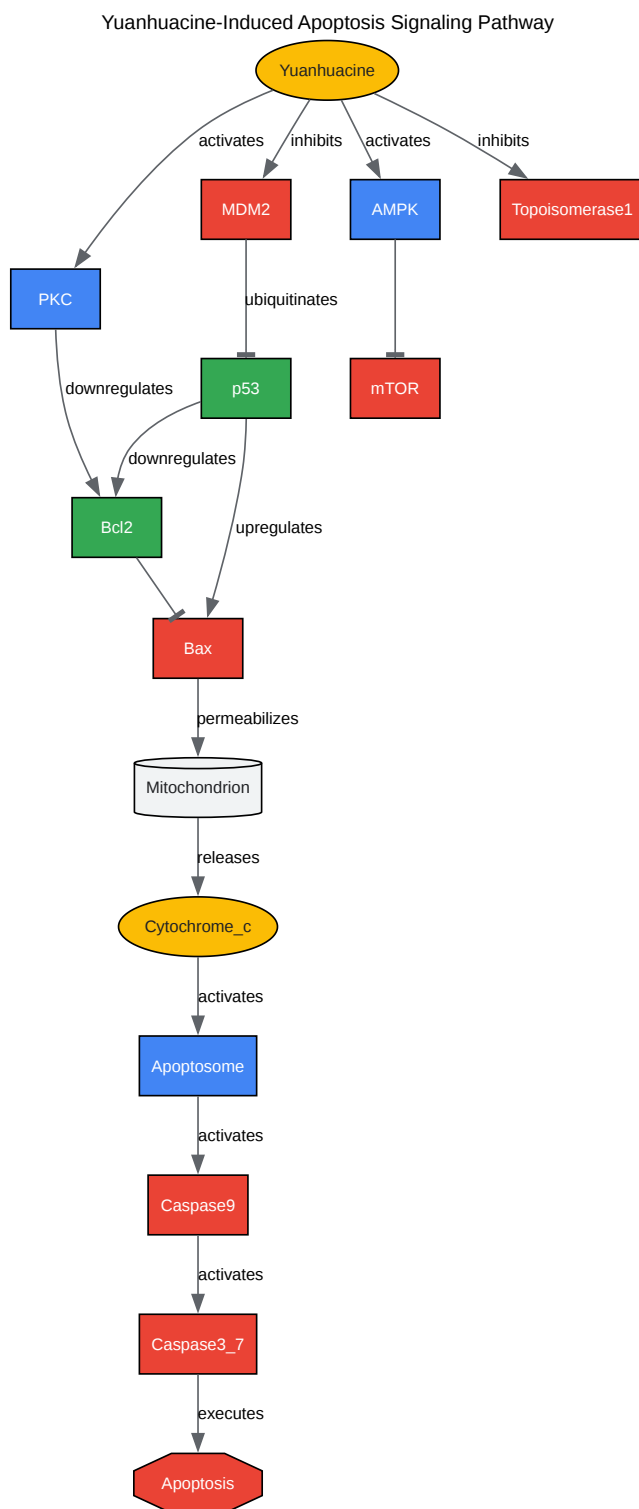 Yuanhuacine-Induced Apoptosis Signaling Pathway
Yuanhuacine
activates
inhibits
activates
inhibits
MDM2
AMPK
Topoisomerase1
PKC
ubiquitinates
downregulates
p53
mTOR
downregulates
Bcl2
upregulates
Bax
permeabilizes
Mitochondrion
releases
Cytochrome_c
activates
Apoptosome
activates
Caspase9
activates
Caspase3_7
executes
Apoptosis